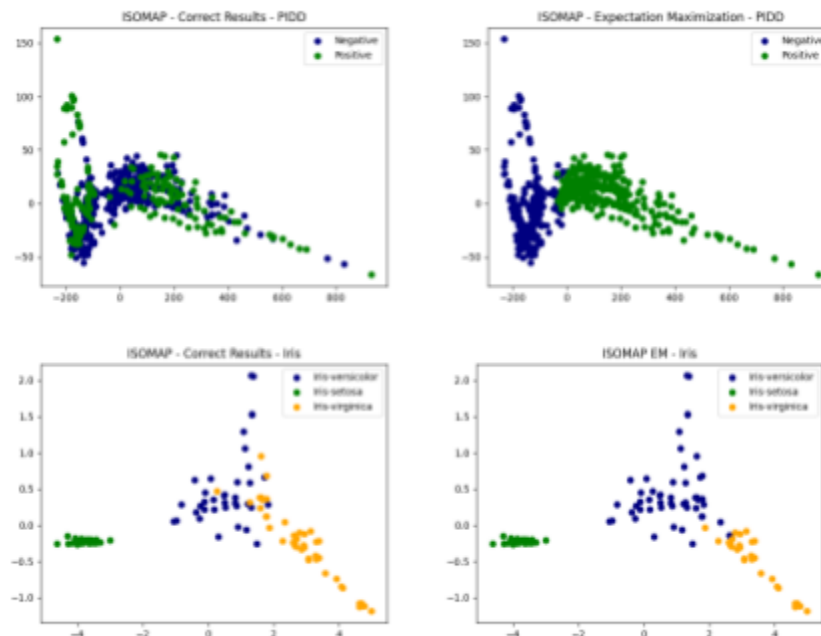 ISOMAP - Correct Results - PIDD
Negative
Positive
150
100
50
0
−50
−200 0 200 400 600 800
ISOMAP - Expectation Maximization - PIDD
Negative
Positive
150
100
50
0
−50
−200 0 200 400 600 800
ISOMAP - Correct Results - Iris
Iris-versicolor
Iris-setosa
Iris-virginica
2.0
1.5
1.0
0.5
0.0
−0.5
−1.0
−4 −2 0 2 4
ISOMAP EM - Iris
Iris-versicolor
Iris-setosa
Iris-virginica
2.0
1.5
1.0
0.5
0.0
−0.5
−1.0
−4 −2 0 2 4